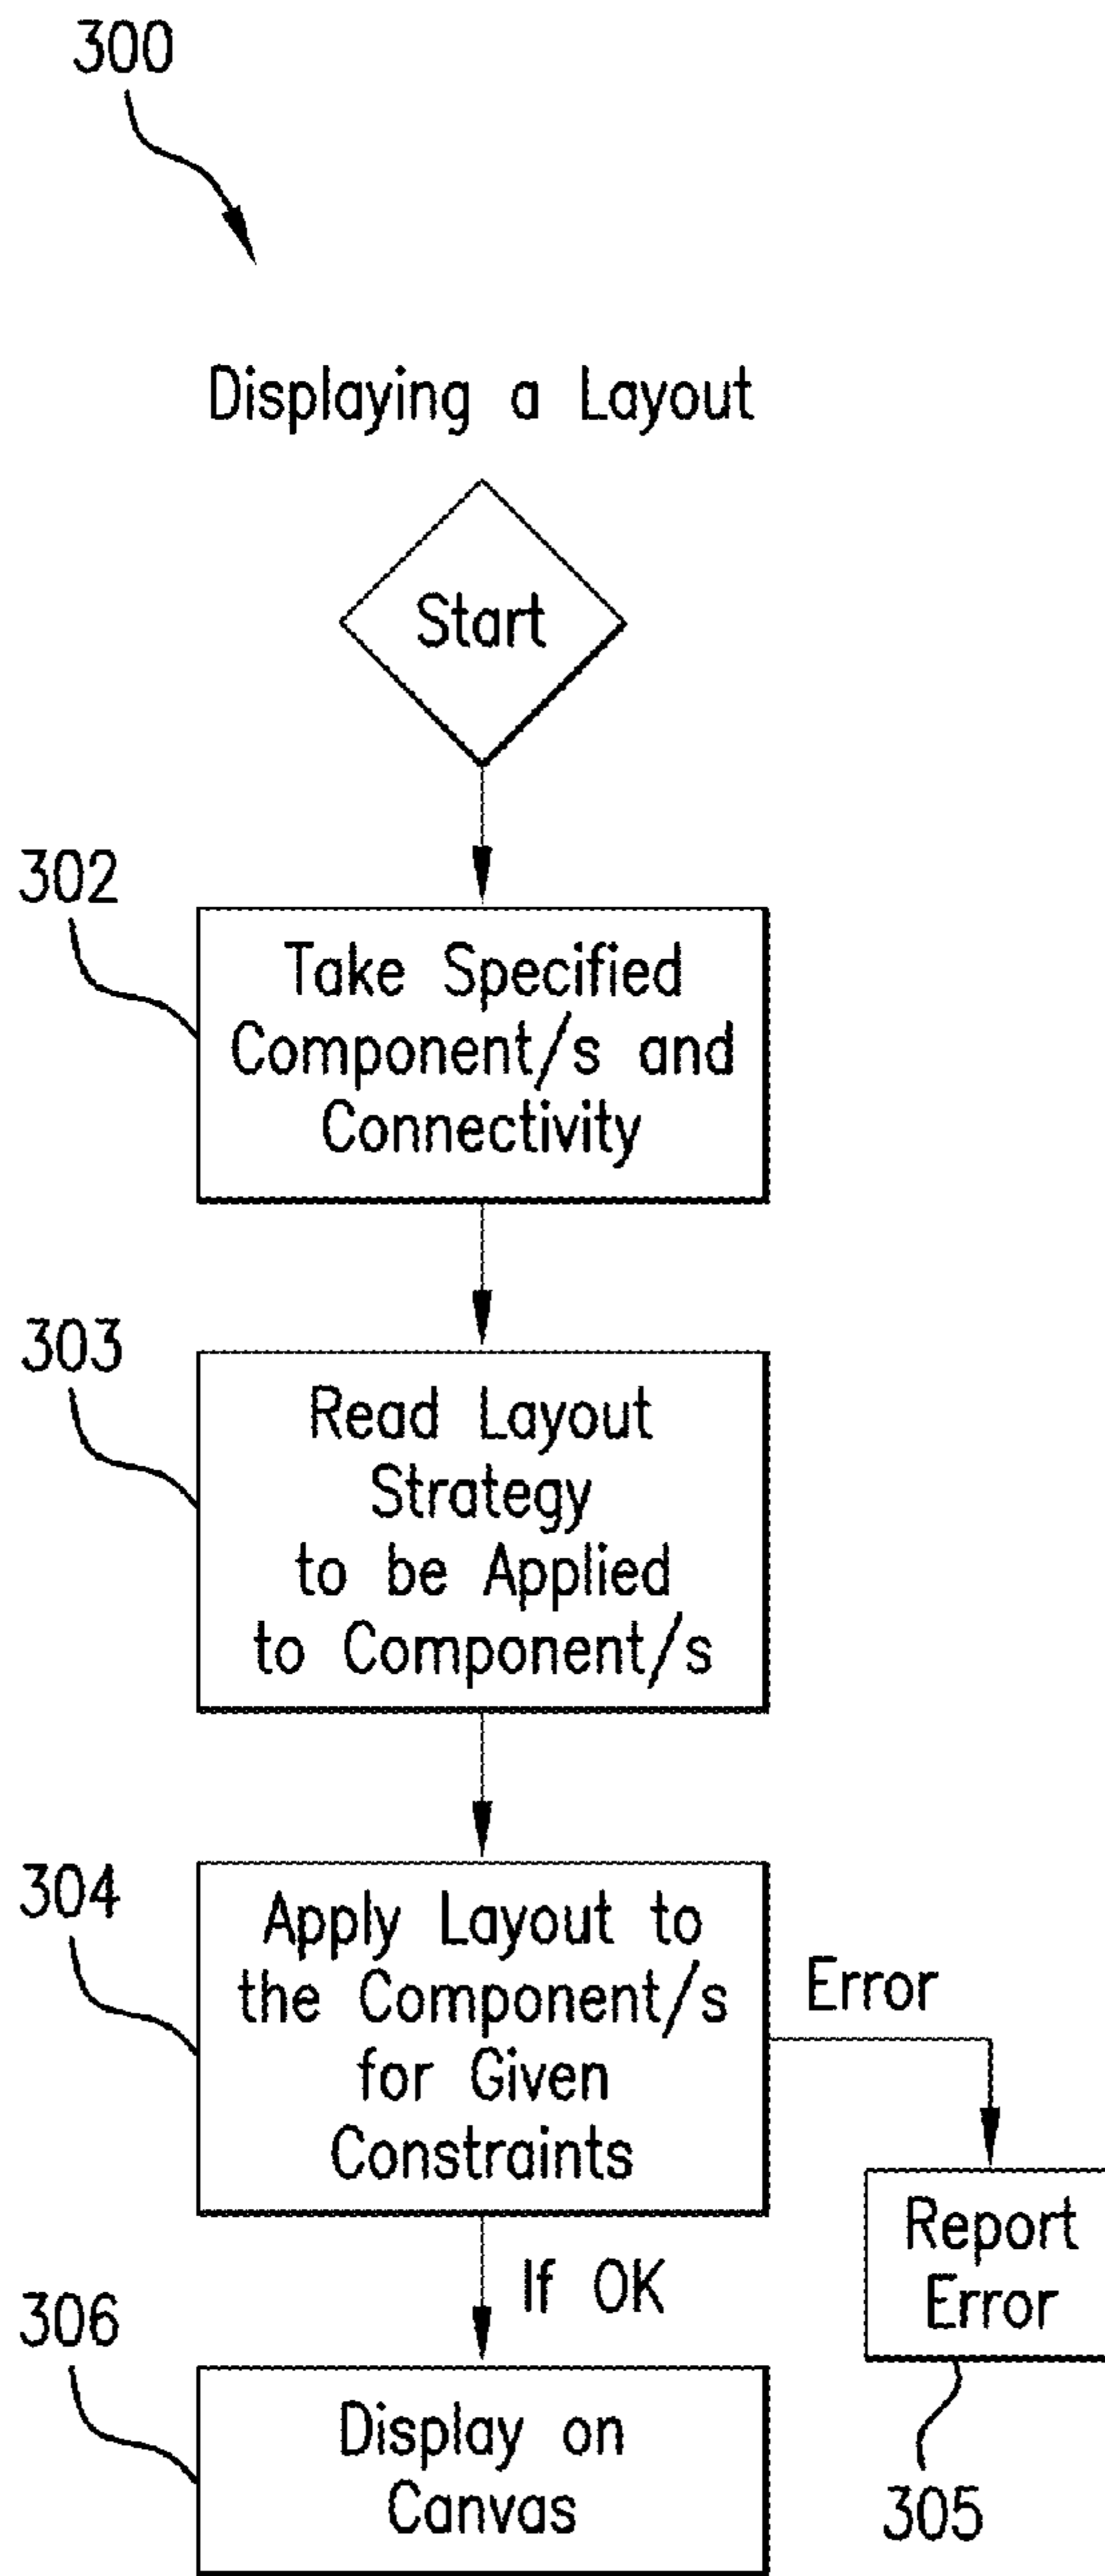 300
Displaying a Layout
Start
302
Take Specified
Component/s and
Connectivity
303
Read Layout
Strategy
to be Applied
to Component/s
304
Apply Layout to
the Component/s
for Given
Constraints
Error
Report
Error
305
If OK
306
Display on
Canvas